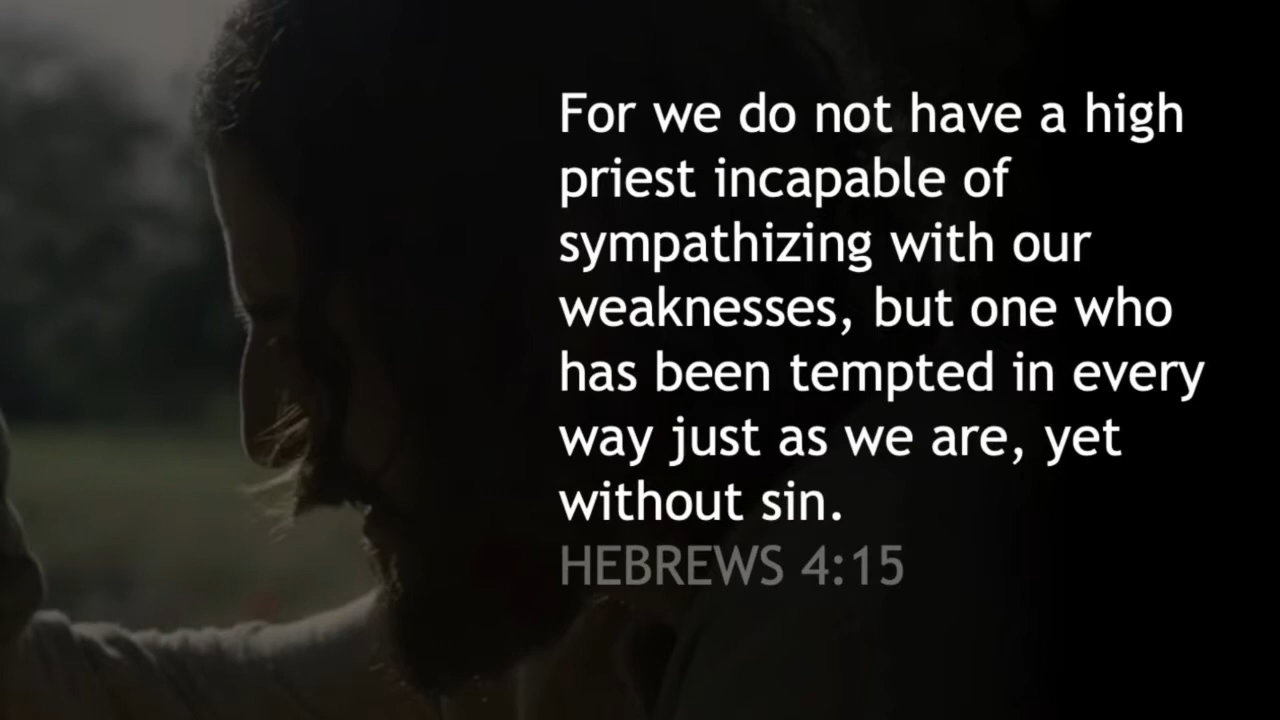 For we do not have a high
priest incapable of
sympathizing with our
weaknesses, but one who
has been tempted in every
way just as we are, yet
without sin.
HEBREWS 4:15